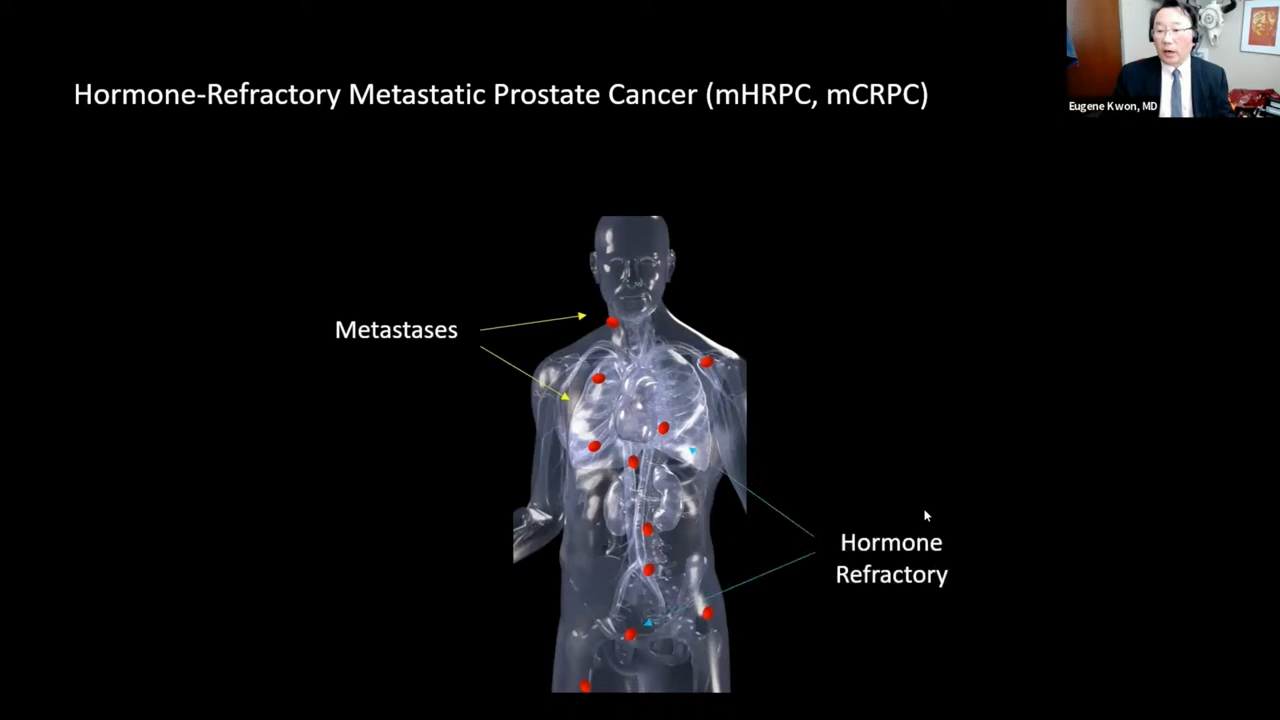 Hormone-Refractory Metastatic Prostate Cancer (mHRPC, mCRPC)
Eugene Kwon, MD
Metastases
Hormone
Refractory